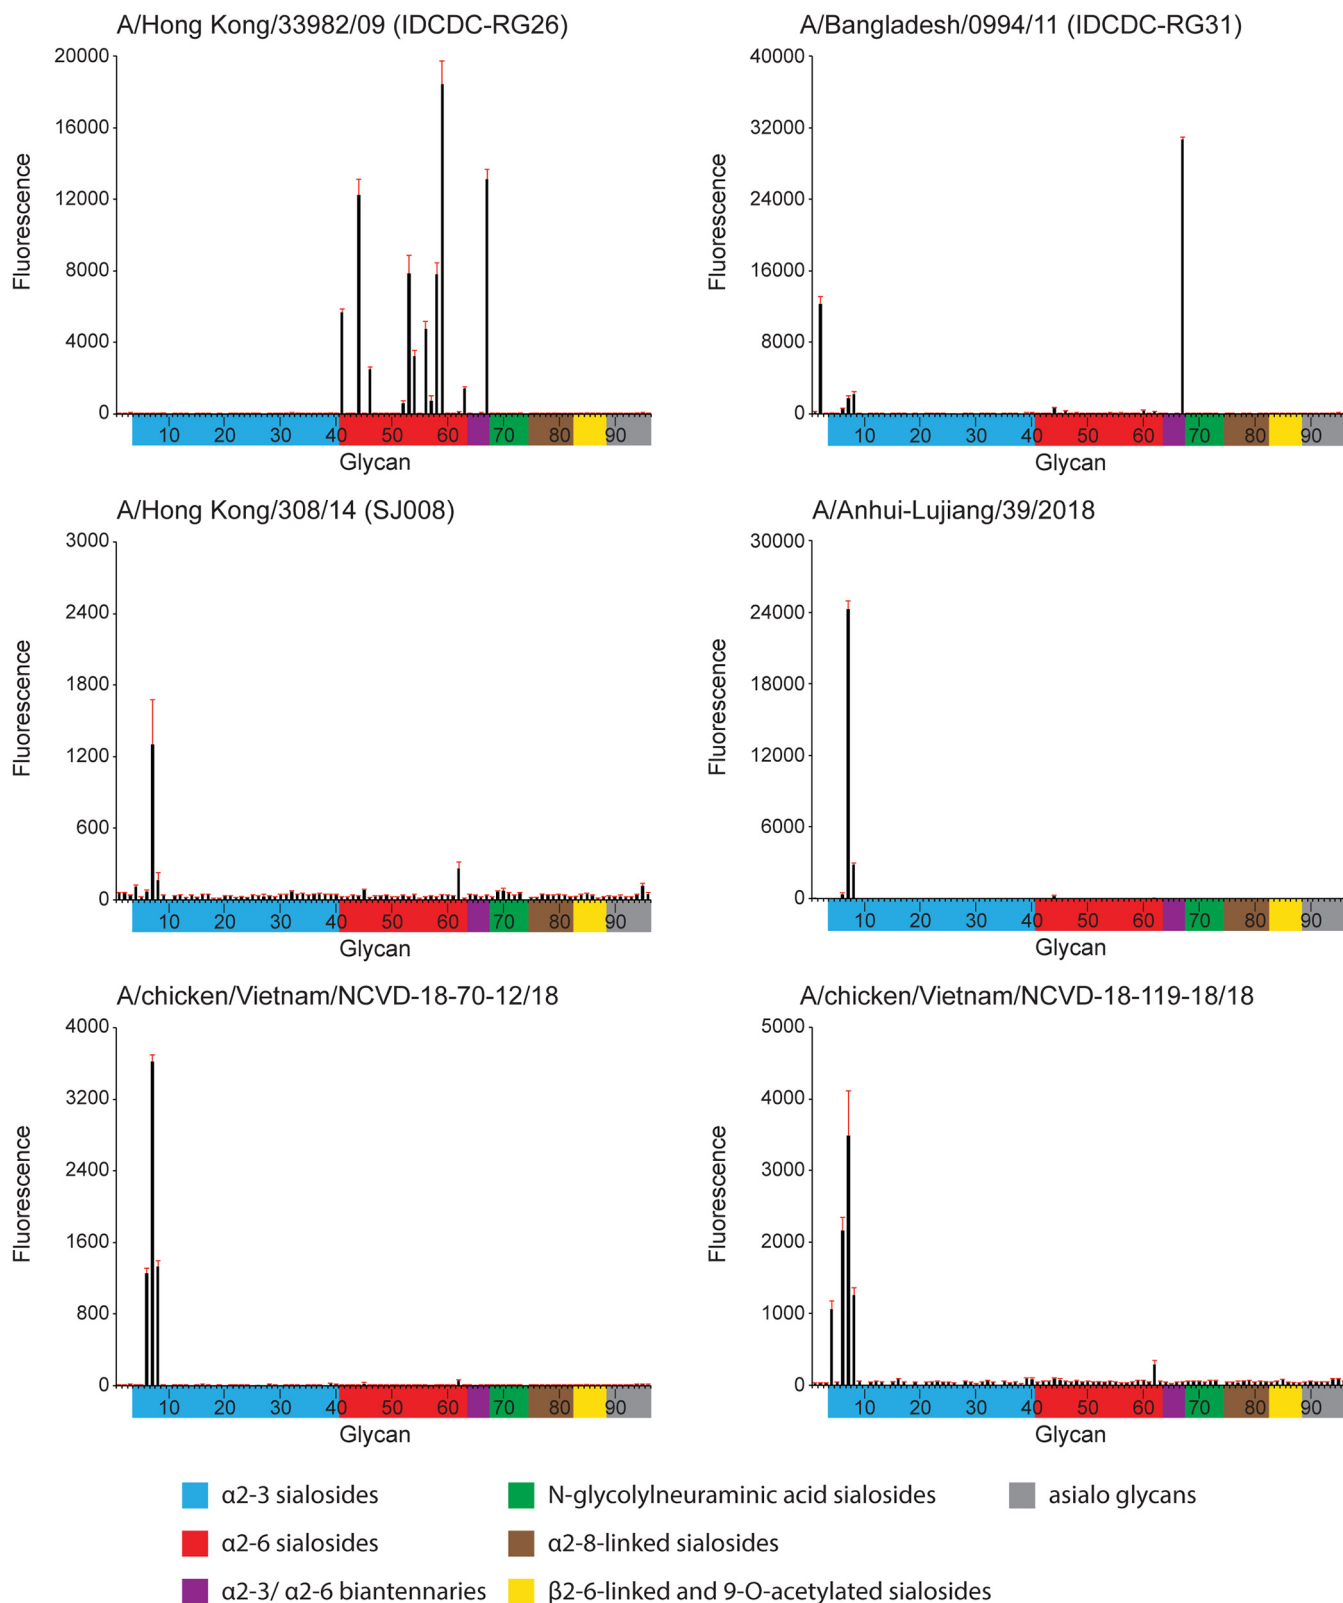 A/Hong Kong/33982/09 (IDCDC-RG26)
20000
16000
12000
8000
4000
0
Fluorescence
10 20 30 40 50 60 70 80 90
Glycan
A/Bangladesh/0994/11 (IDCDC-RG31)
40000
32000
24000
16000
8000
0
Fluorescence
10 20 30 40 50 60 70 80 90
Glycan
A/Hong Kong/308/14 (SJ008)
3000
2400
1800
1200
600
0
Fluorescence
10 20 30 40 50 60 70 80 90
Glycan
A/Anhui-Lujiang/39/2018
30000
24000
18000
12000
6000
0
Fluorescence
10 20 30 40 50 60 70 80 90
Glycan
A/chicken/Vietnam/NCVD-18-70-12/18
4000
3200
2400
1600
800
0
Fluorescence
10 20 30 40 50 60 70 80 90
Glycan
A/chicken/Vietnam/NCVD-18-119-18/18
5000
4000
3000
2000
1000
0
Fluorescence
10 20 30 40 50 60 70 80 90
Glycan
α2-3 sialosides
N-glycolylneuraminic acid sialosides
asialo glycans
α2-6 sialosides
α2-8-linked sialosides
α2-3/ α2-6 biantennaries
β2-6-linked and 9-O-acetylated sialosides